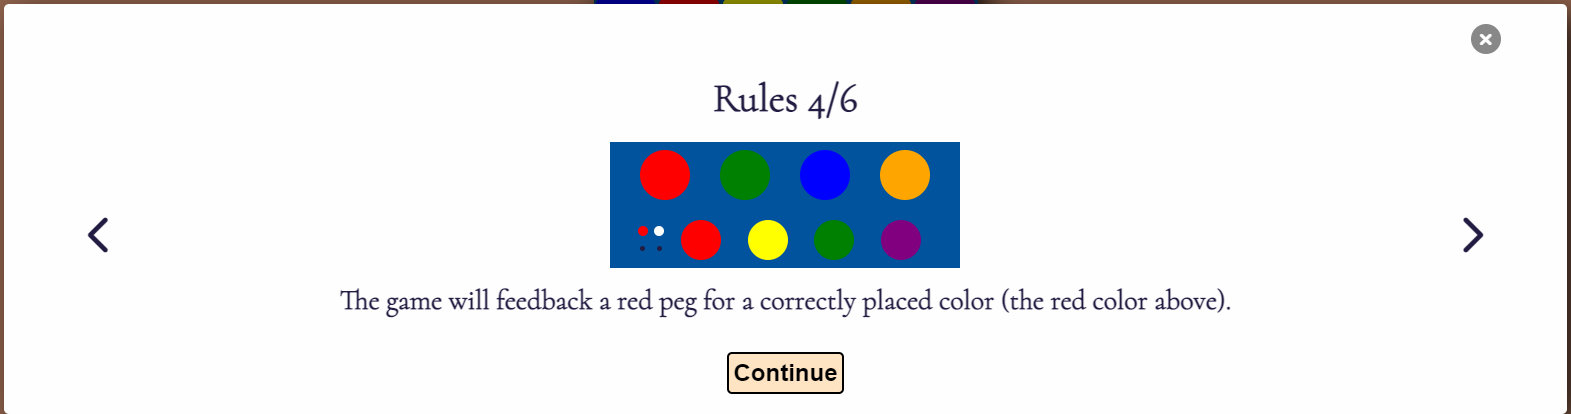 Rules 4/6
The game will feedback a red peg for a correctly placed color (the red color above).
Continue